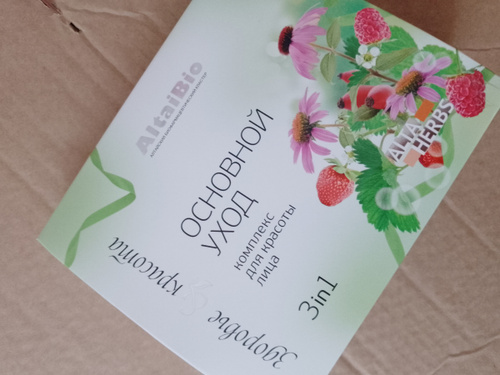 AltaiBio
ALTAI
HERBS
ОСНОВНОЙ
УХОД
комплекс
для красоты
лица
3in1
Здоровье & красота